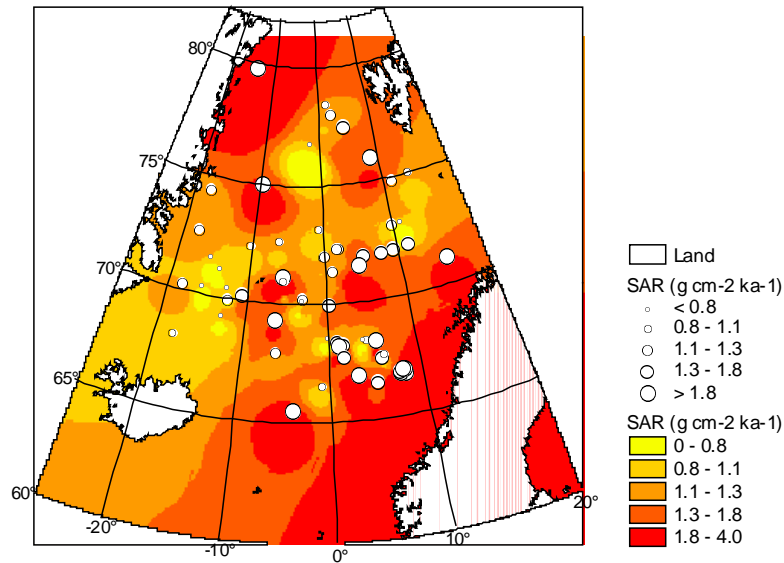 80°
75°
70°
65°
60°
-20°
-10°
0°
10°
20°
Land
SAR (g cm-2 ka-1)
< 0.8
0.8 - 1.1
1.1 - 1.3
1.3 - 1.8
> 1.8
SAR (g cm-2 ka-1)
0 - 0.8
0.8 - 1.1
1.1 - 1.3
1.3 - 1.8
1.8 - 4.0